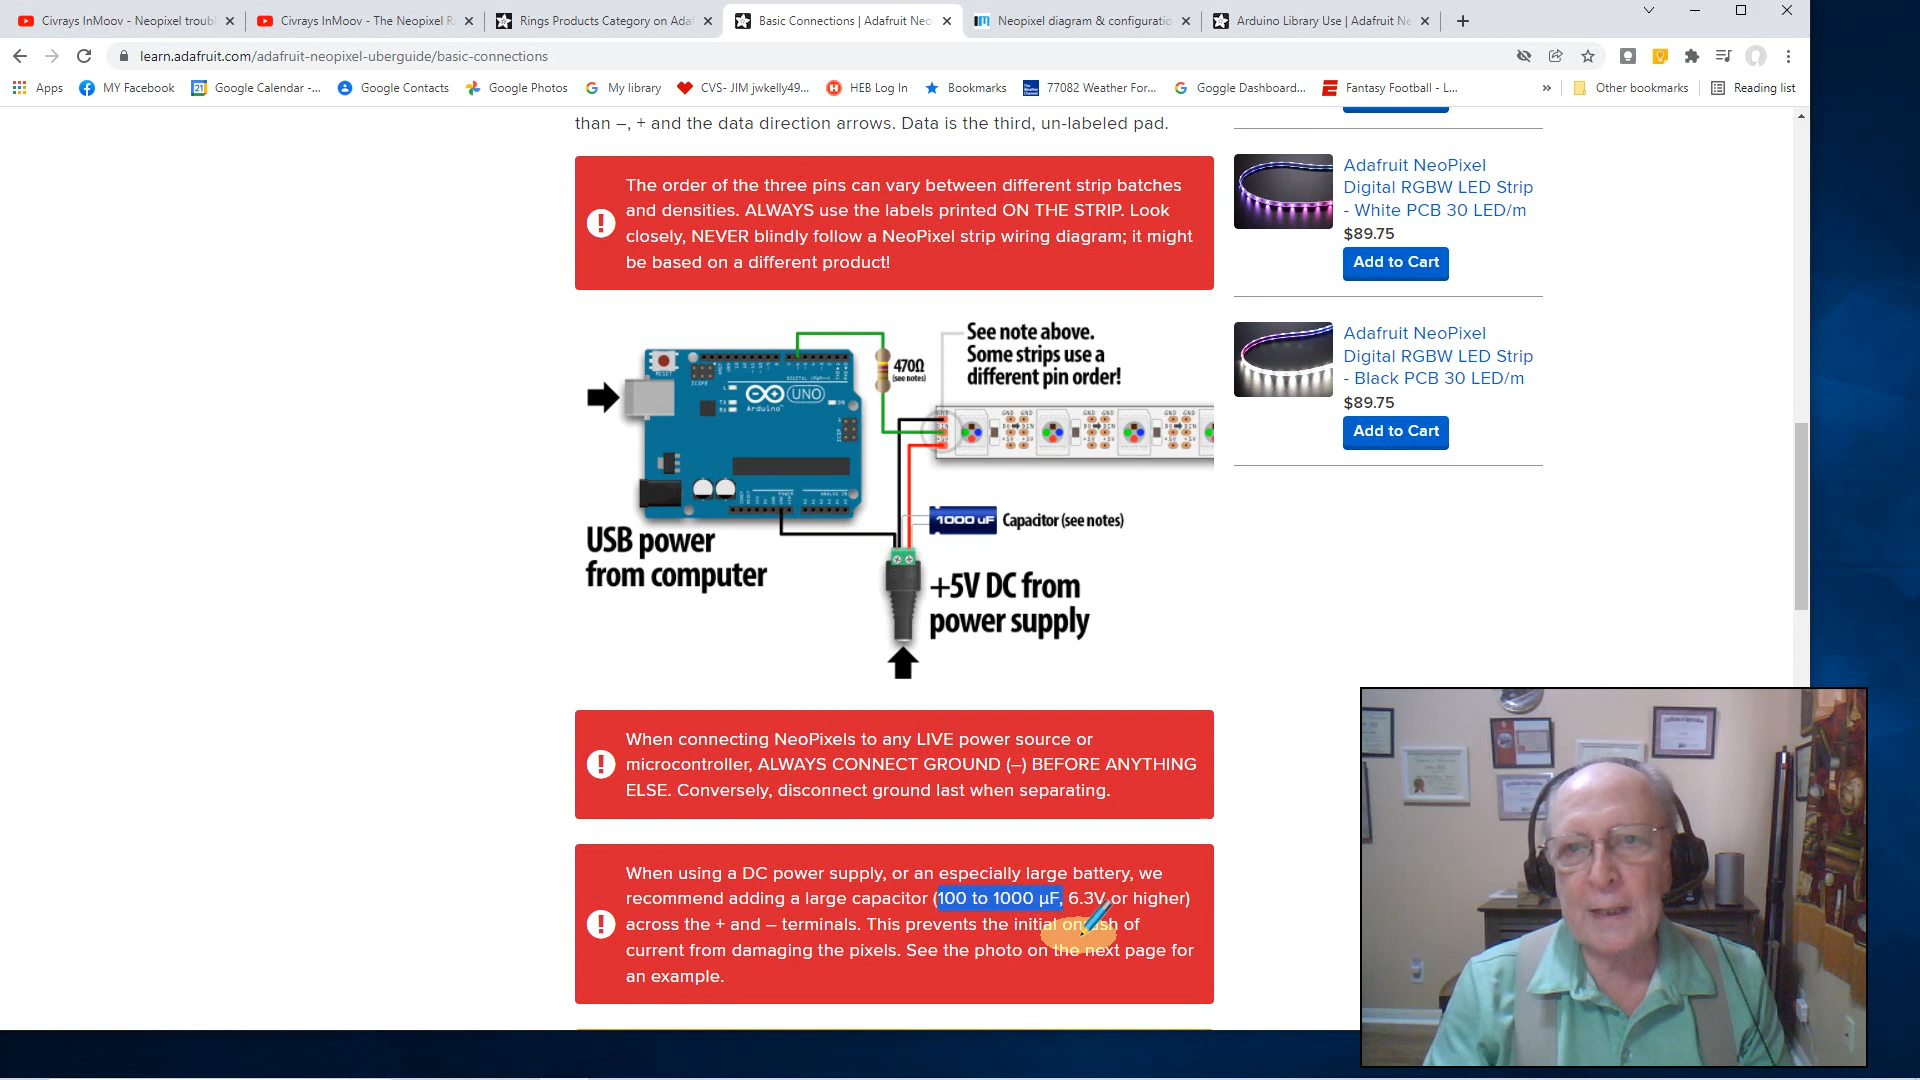 Civrays InMoov - Neopixel troubl
Civrays InMoov - The Neopixel R
Rings Products Category on Ada
Basic Connections | Adafruit Neo
Neopixel diagram & configuratio
Arduino Library Use | Adafruit Ne
learn.adafruit.com/adafruit-neopixel-uberguide/basic-connections
Apps
MY Facebook
Google Calendar -...
Google Contacts
Google Photos
My library
CVS- JIM jwkelly49...
HEB Log In
Bookmarks
77082 Weather For...
Goggle Dashboard...
Fantasy Football - L...
»
Other bookmarks
Reading list
than –, + and the data direction arrows. Data is the third, un-labeled pad.
The order of the three pins can vary between different strip batches
and densities. ALWAYS use the labels printed ON THE STRIP. Look
closely, NEVER blindly follow a NeoPixel strip wiring diagram; it might
be based on a different product!
See note above.
Some strips use a
different pin order!
470Ω
(see notes)
RESET
UNO
Arduino
GND
DIN
+5V
1000 uF
Capacitor (see notes)
USB power
from computer
+5V DC from
power supply
When connecting NeoPixels to any LIVE power source or
microcontroller, ALWAYS CONNECT GROUND (–) BEFORE ANYTHING
ELSE. Conversely, disconnect ground last when separating.
When using a DC power supply, or an especially large battery, we
recommend adding a large capacitor (100 to 1000 µF, 6.3V or higher)
across the + and – terminals. This prevents the initial onrush of
current from damaging the pixels. See the photo on the next page for
an example.
Adafruit NeoPixel
Digital RGBW LED Strip
- White PCB 30 LED/m
$89.75
Add to Cart
Adafruit NeoPixel
Digital RGBW LED Strip
- Black PCB 30 LED/m
$89.75
Add to Cart